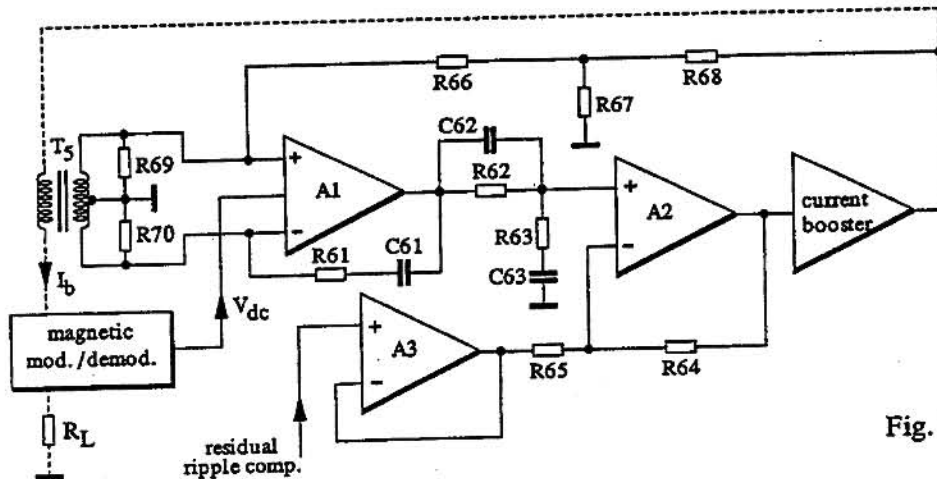 R66
R68
R67
T5
R69
R70
C62
R62
A1
R61
C61
R63
C63
A2
current
booster
Ib
Vdc
magnetic
mod./demod.
A3
R65
R64
RL
residual
ripple comp.
Fig.
+
−
+
−
+
−